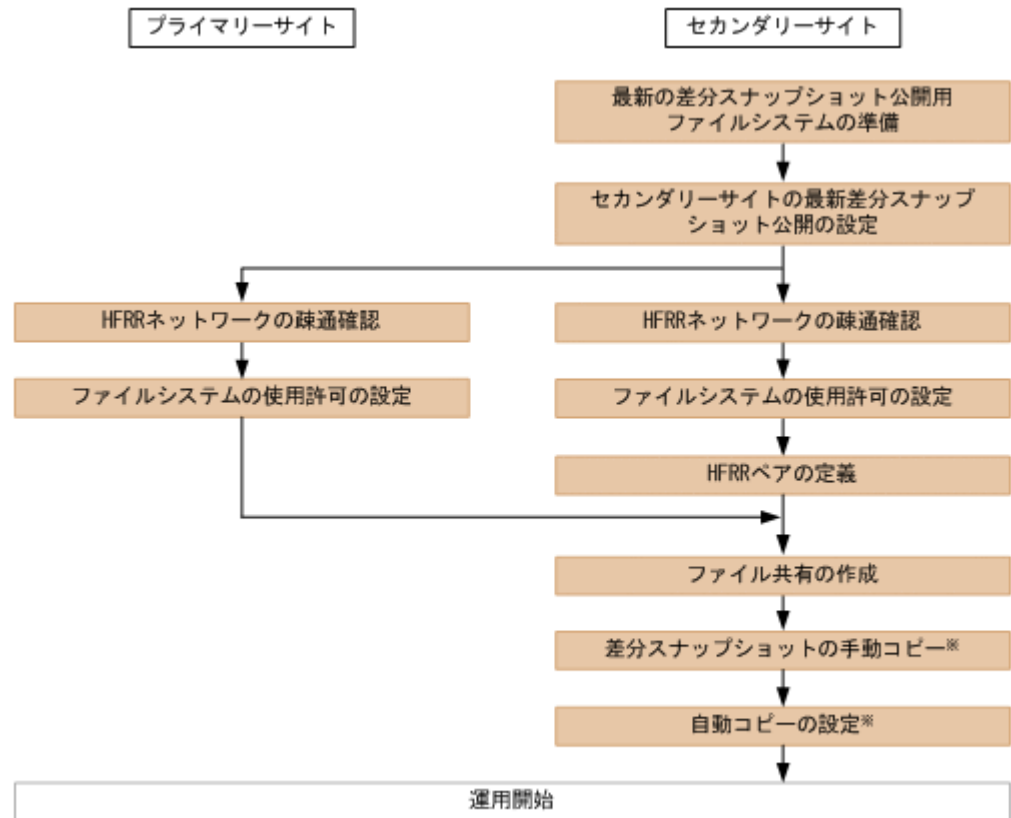 プライマリーサイト
セカンダリーサイト
最新の差分スナップショット公開用
ファイルシステムの準備
セカンダリーサイトの最新差分スナップ
ショット公開の設定
HFRRネットワークの疎通確認
HFRRネットワークの疎通確認
ファイルシステムの使用許可の設定
ファイルシステムの使用許可の設定
HFRRペアの定義
ファイル共有の作成
差分スナップショットの手動コピー※
自動コピーの設定※
運用開始